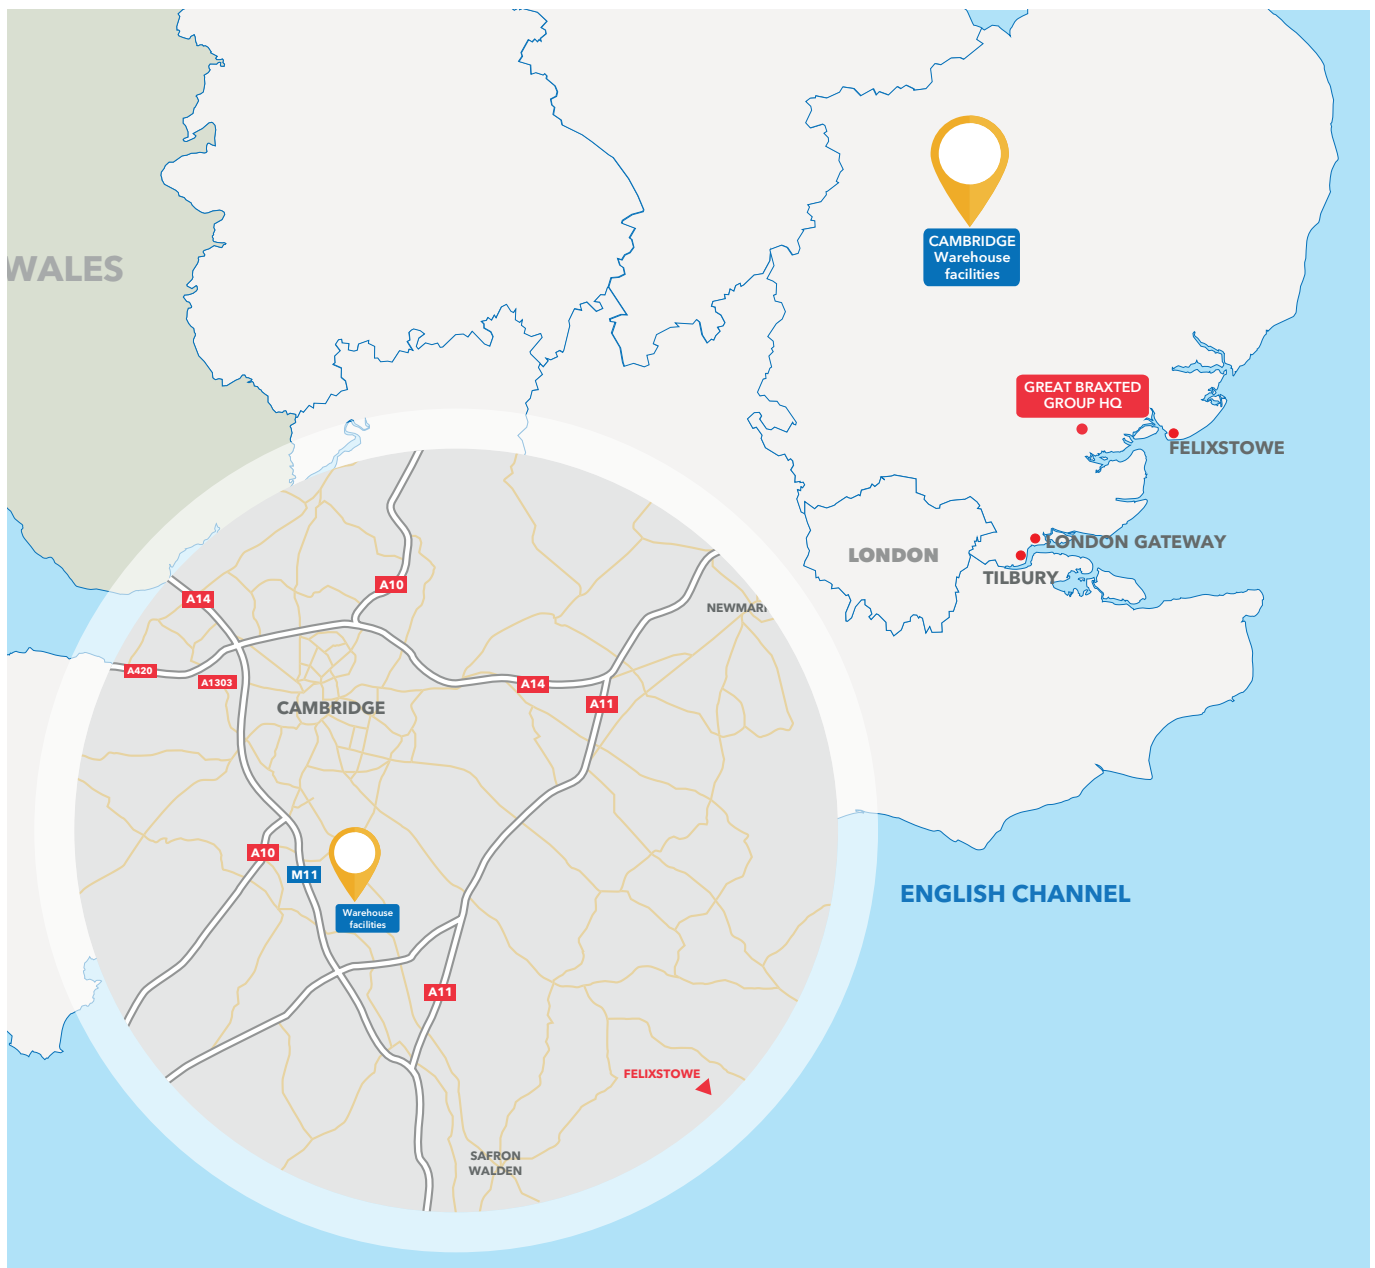 CAMBRIDGE
Warehouse
facilities
WALES
GREAT BRAXTED
GROUP HQ
FELIXSTOWE
LONDON GATEWAY
LONDON
TILBURY
A10
A14
NEWMAR
A420
A1303
A14
A11
CAMBRIDGE
A10
M11
ENGLISH CHANNEL
Warehouse
facilities
A11
FELIXSTOWE
SAFRON
WALDEN